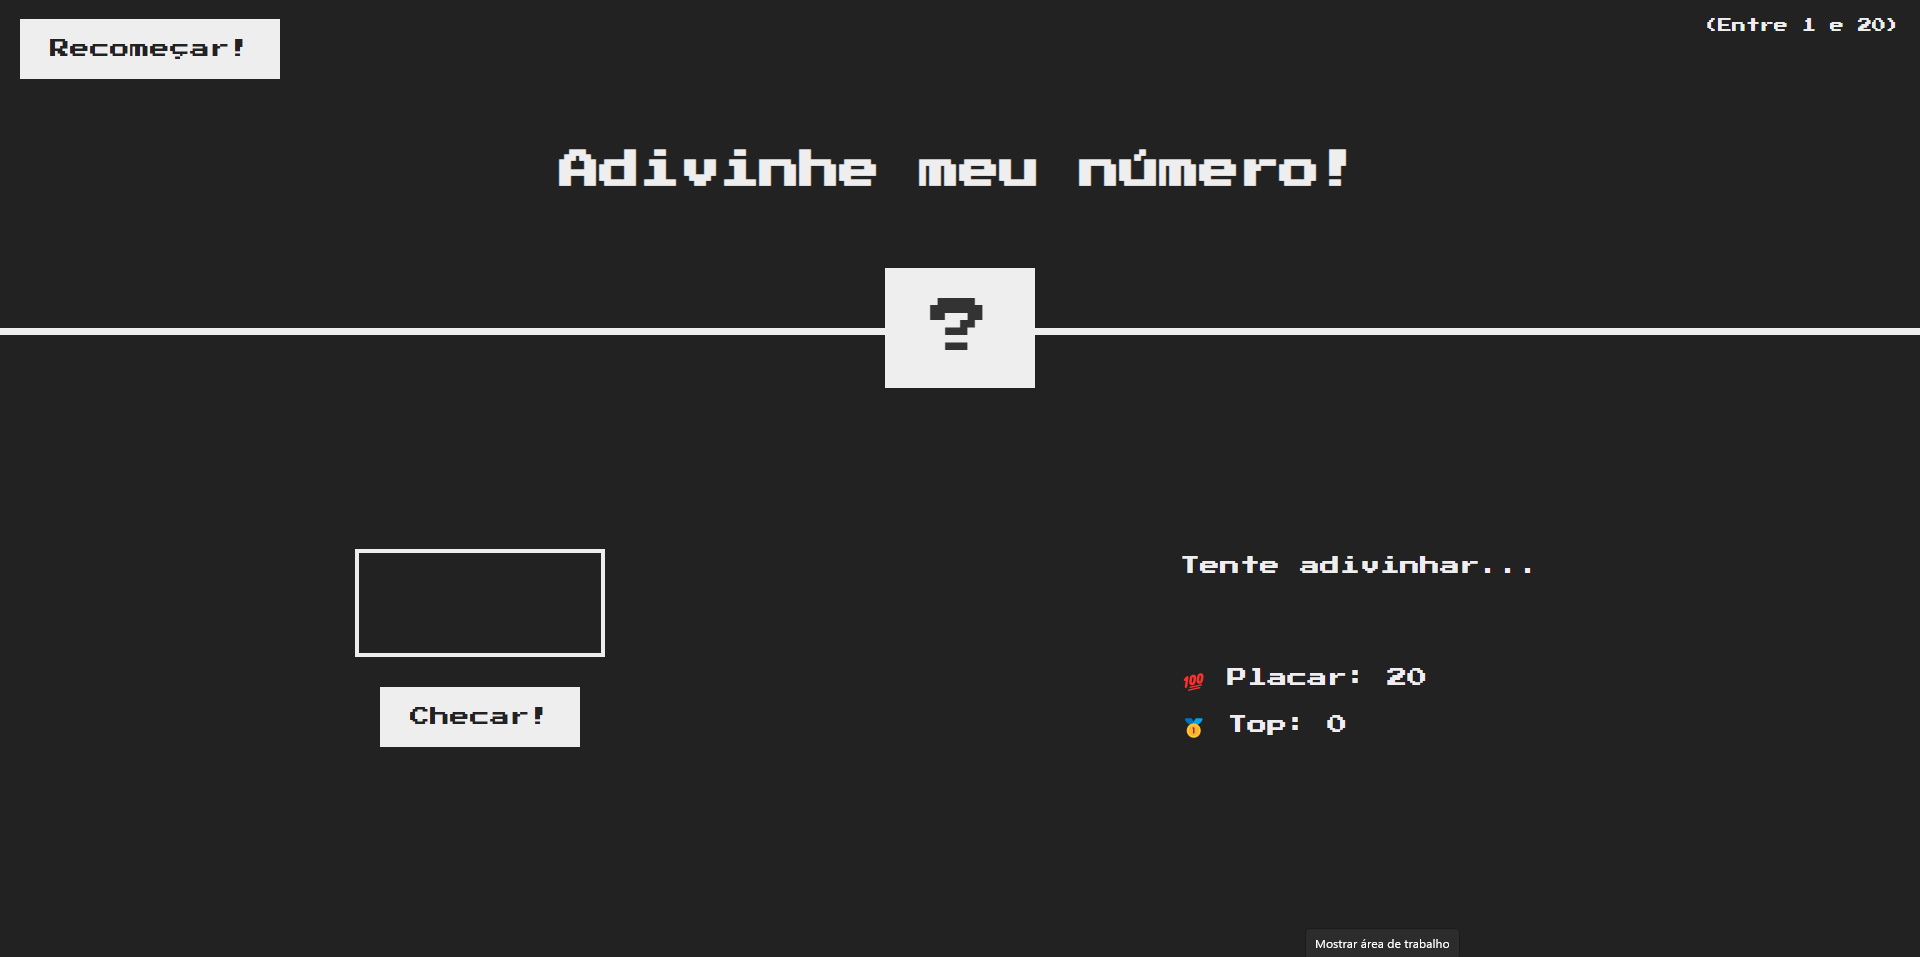 Recomeçar!
(Entre 1 e 20)
Adivinhe meu número!
?
Tente adivinhar...
💯 Placar: 20
Checar!
🥇 Top: 0
Mostrar área de trabalho